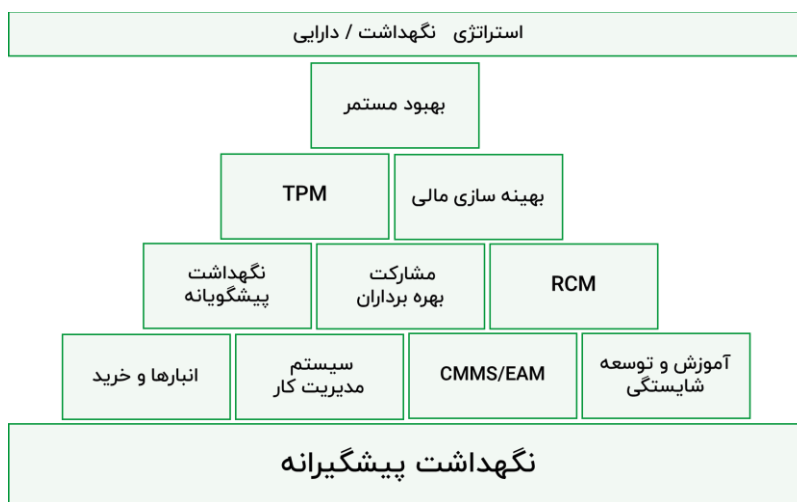 استراتژی نگهداشت / دارایی
بهبود مستمر
بهینه سازی مالی
TPM
RCM
مشارکت
بهره برداران
نگهداشت
پیشگویانه
آموزش و توسعه
شایستگی
CMMS/EAM
سیستم
مدیریت کار
انبارها و خرید
نگهداشت پیشگیرانه